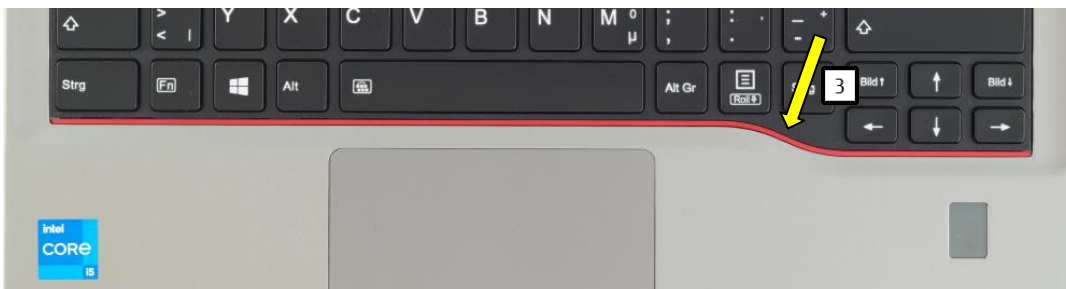 > Y X C V B N M º ; : · _ +
< | µ , . -
Strg Fn Alt Alt Gr Roll Bild↑ ↑ Bild↓
3
← ↓ →
intel
CORE
i5